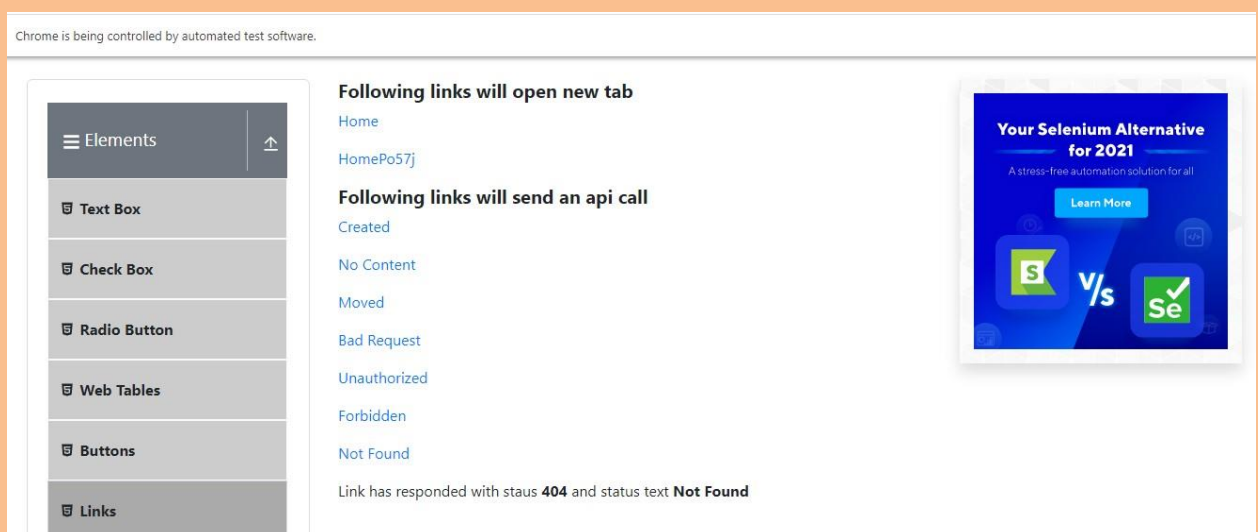 Chrome is being controlled by automated test software.
Elements
Text Box
Check Box
Radio Button
Web Tables
Buttons
Links
Following links will open new tab
Home
HomePo57j
Following links will send an api call
Created
No Content
Moved
Bad Request
Unauthorized
Forbidden
Not Found
Link has responded with staus 404 and status text Not Found
Your Selenium Alternative
for 2021
A stress-free automation solution for all
Learn More
S
V/s
Se